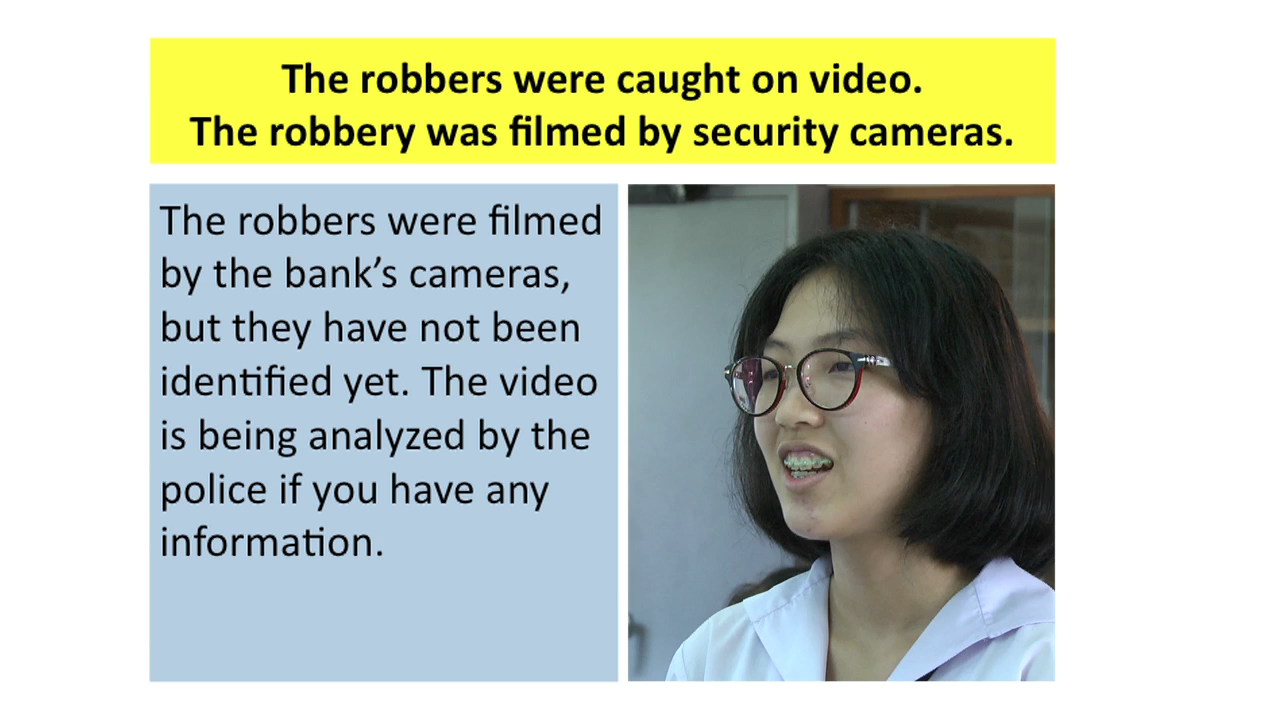 The robbers were caught on video.
The robbery was filmed by security cameras.
The robbers were filmed
by the bank’s cameras,
but they have not been
identified yet. The video
is being analyzed by the
police if you have any
information.